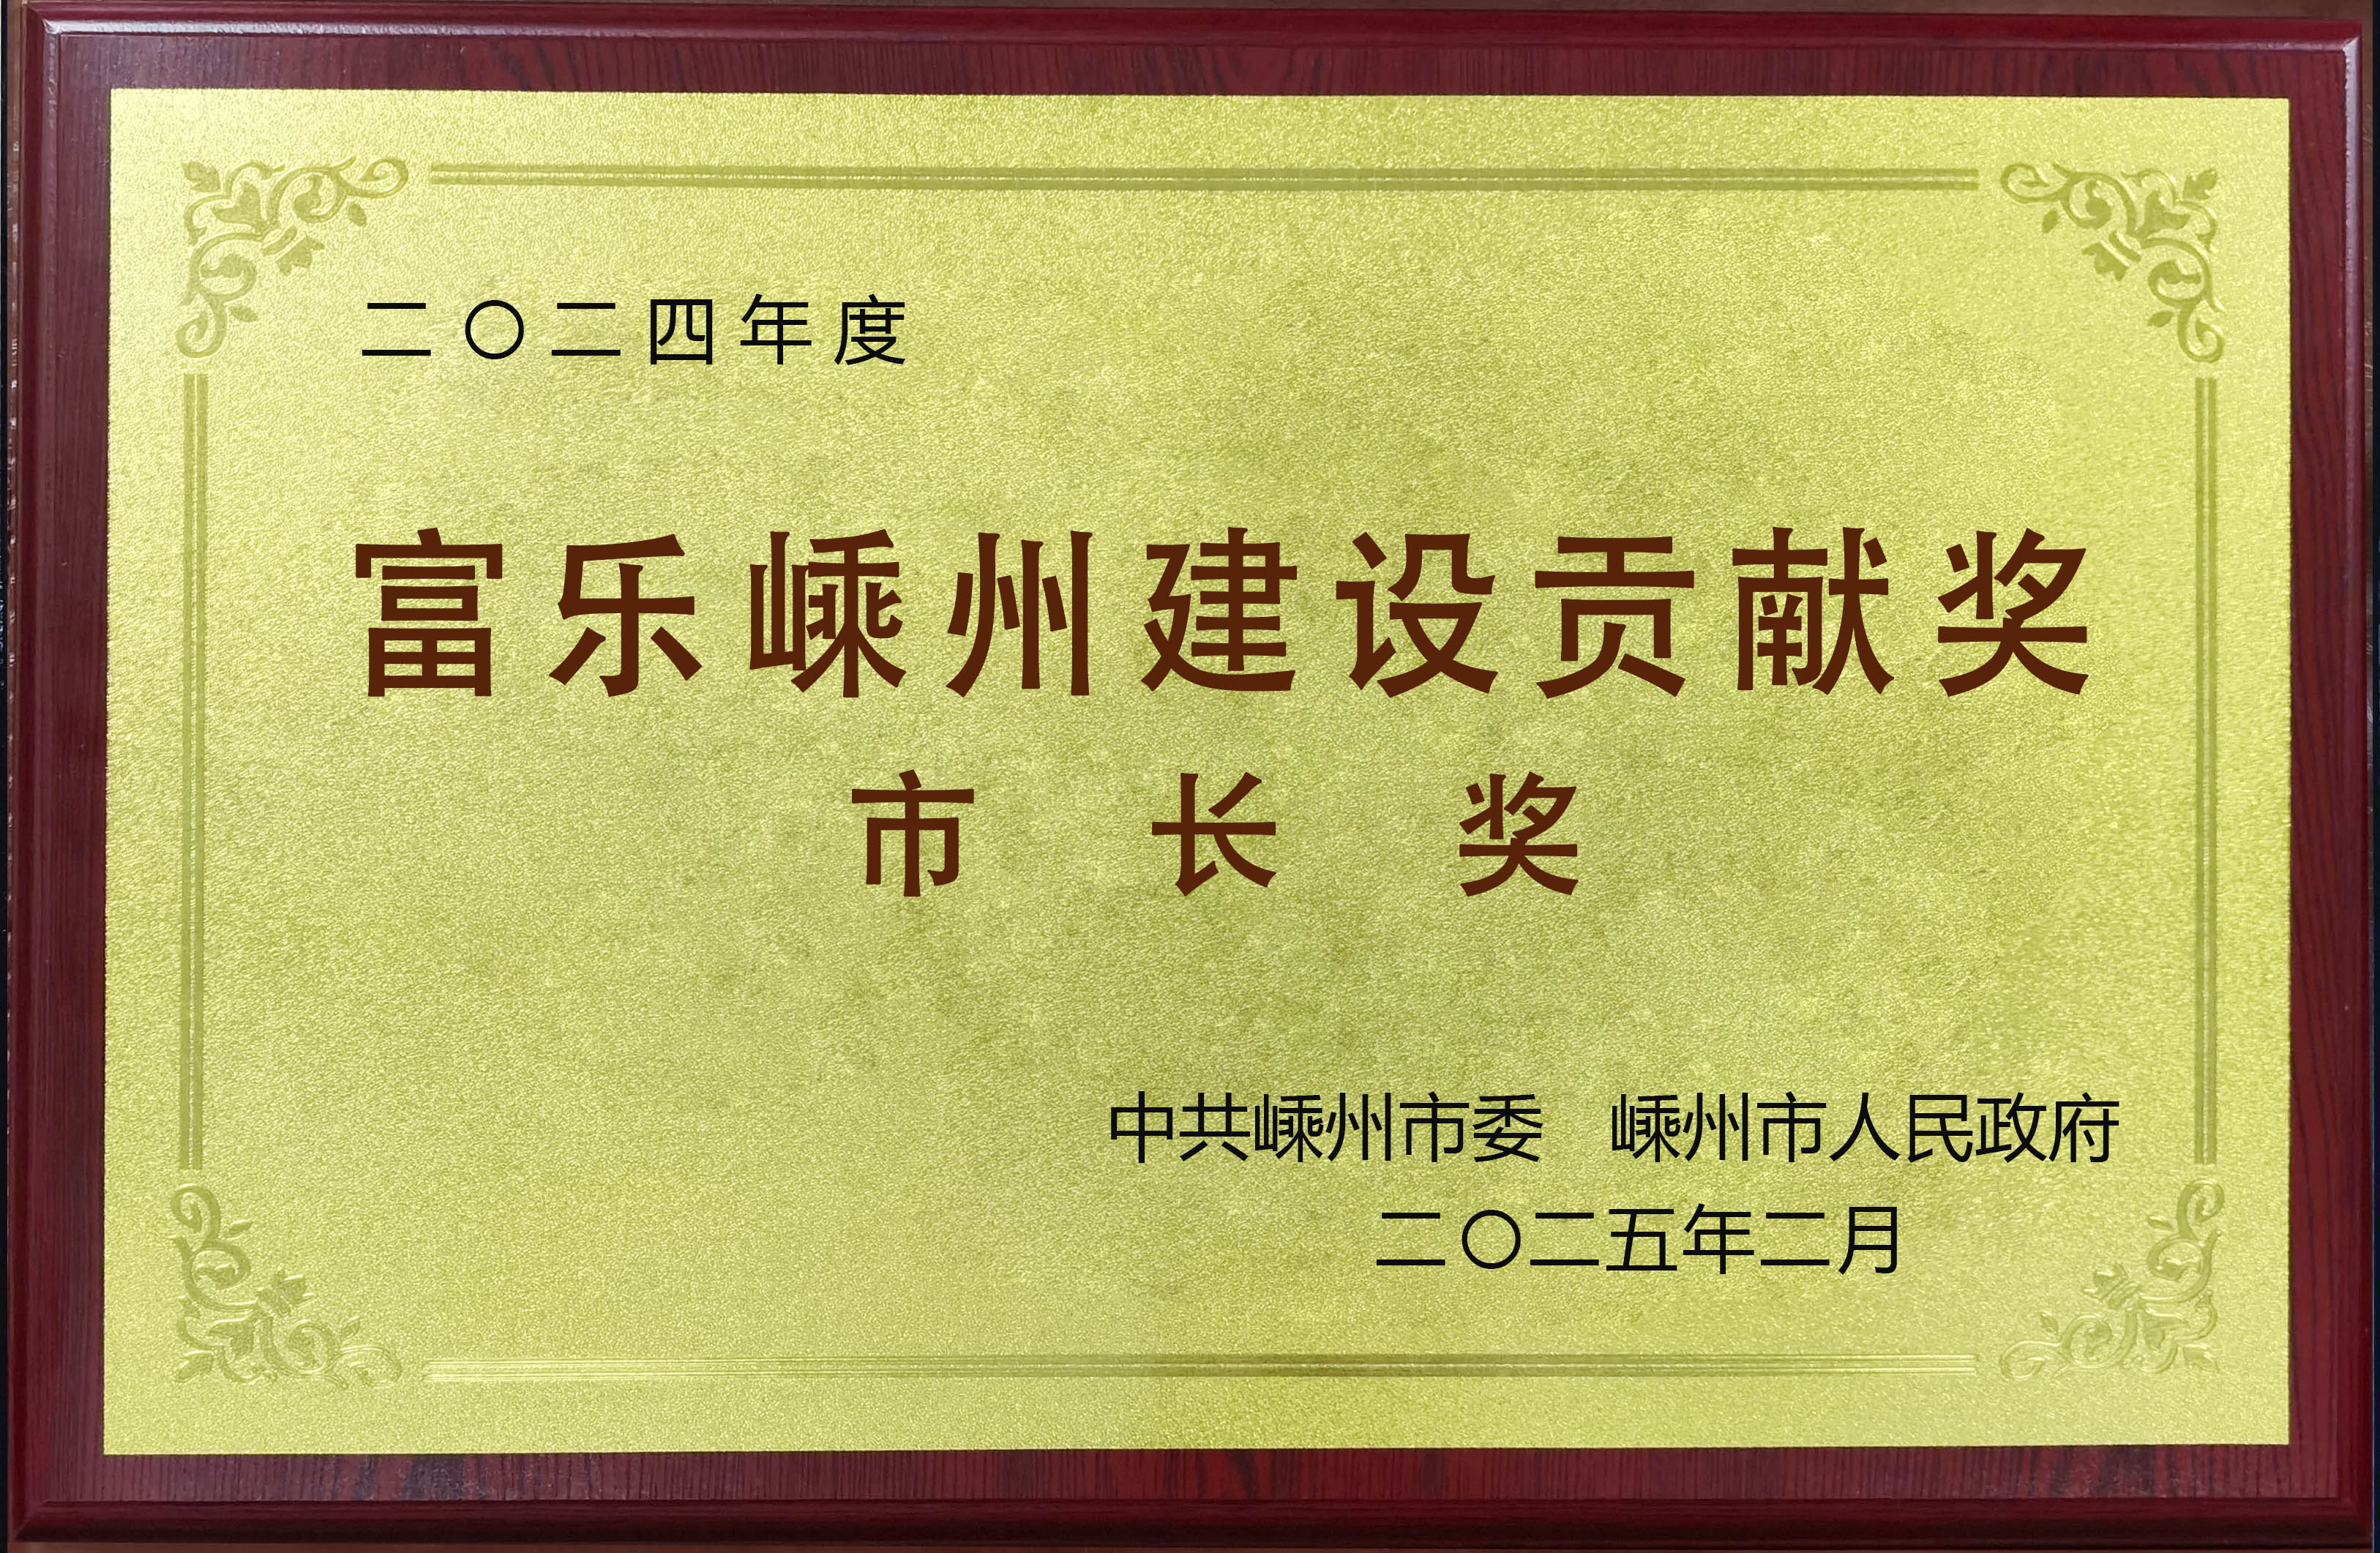 二〇二四年度
富乐嵊州建设贡献奖
市 长 奖
中共嵊州市委 嵊州市人民政府
二〇二五年二月